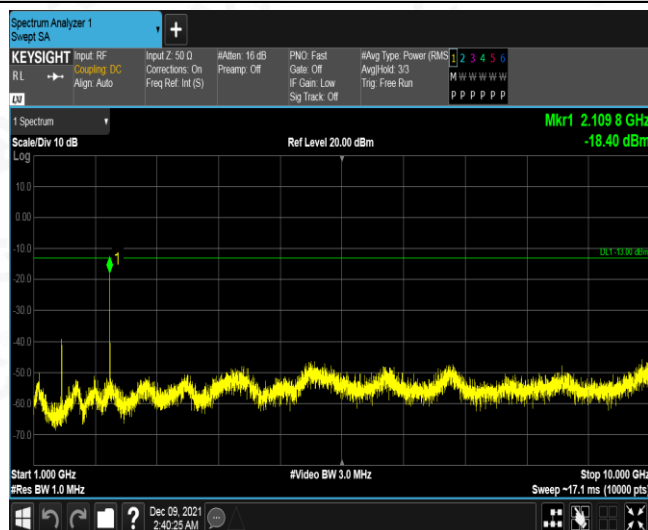 Spectrum Analyzer 1
Swept SA
+
KEYSIGHT Input: RF Input Z: 50 Ω #Atten: 16 dB PNO: Fast #Avg Type: Power (RMS 1 2 3 4 5 6
RL Coupling: DC Corrections: On Preamp: Off Gate: Off Avg|Hold: 3/3 M W W W W W
Align: Auto Freq Ref: Int (S) IF Gain: Low Trig: Free Run
LXI Sig Track: Off P P P P P P
1 Spectrum Mkr1 2.109 8 GHz
Scale/Div 10 dB Ref Level 20.00 dBm -18.40 dBm
Log
10.0
0.00
-10.0
1
DL1 -13.00 dBm
-20.0
-30.0
-40.0
-50.0
-60.0
-70.0
Start 1.000 GHz #Video BW 3.0 MHz Stop 10.000 GHz
#Res BW 1.0 MHz Sweep ~17.1 ms (10000 pts)
? Dec 09, 2021
2:40:25 AM